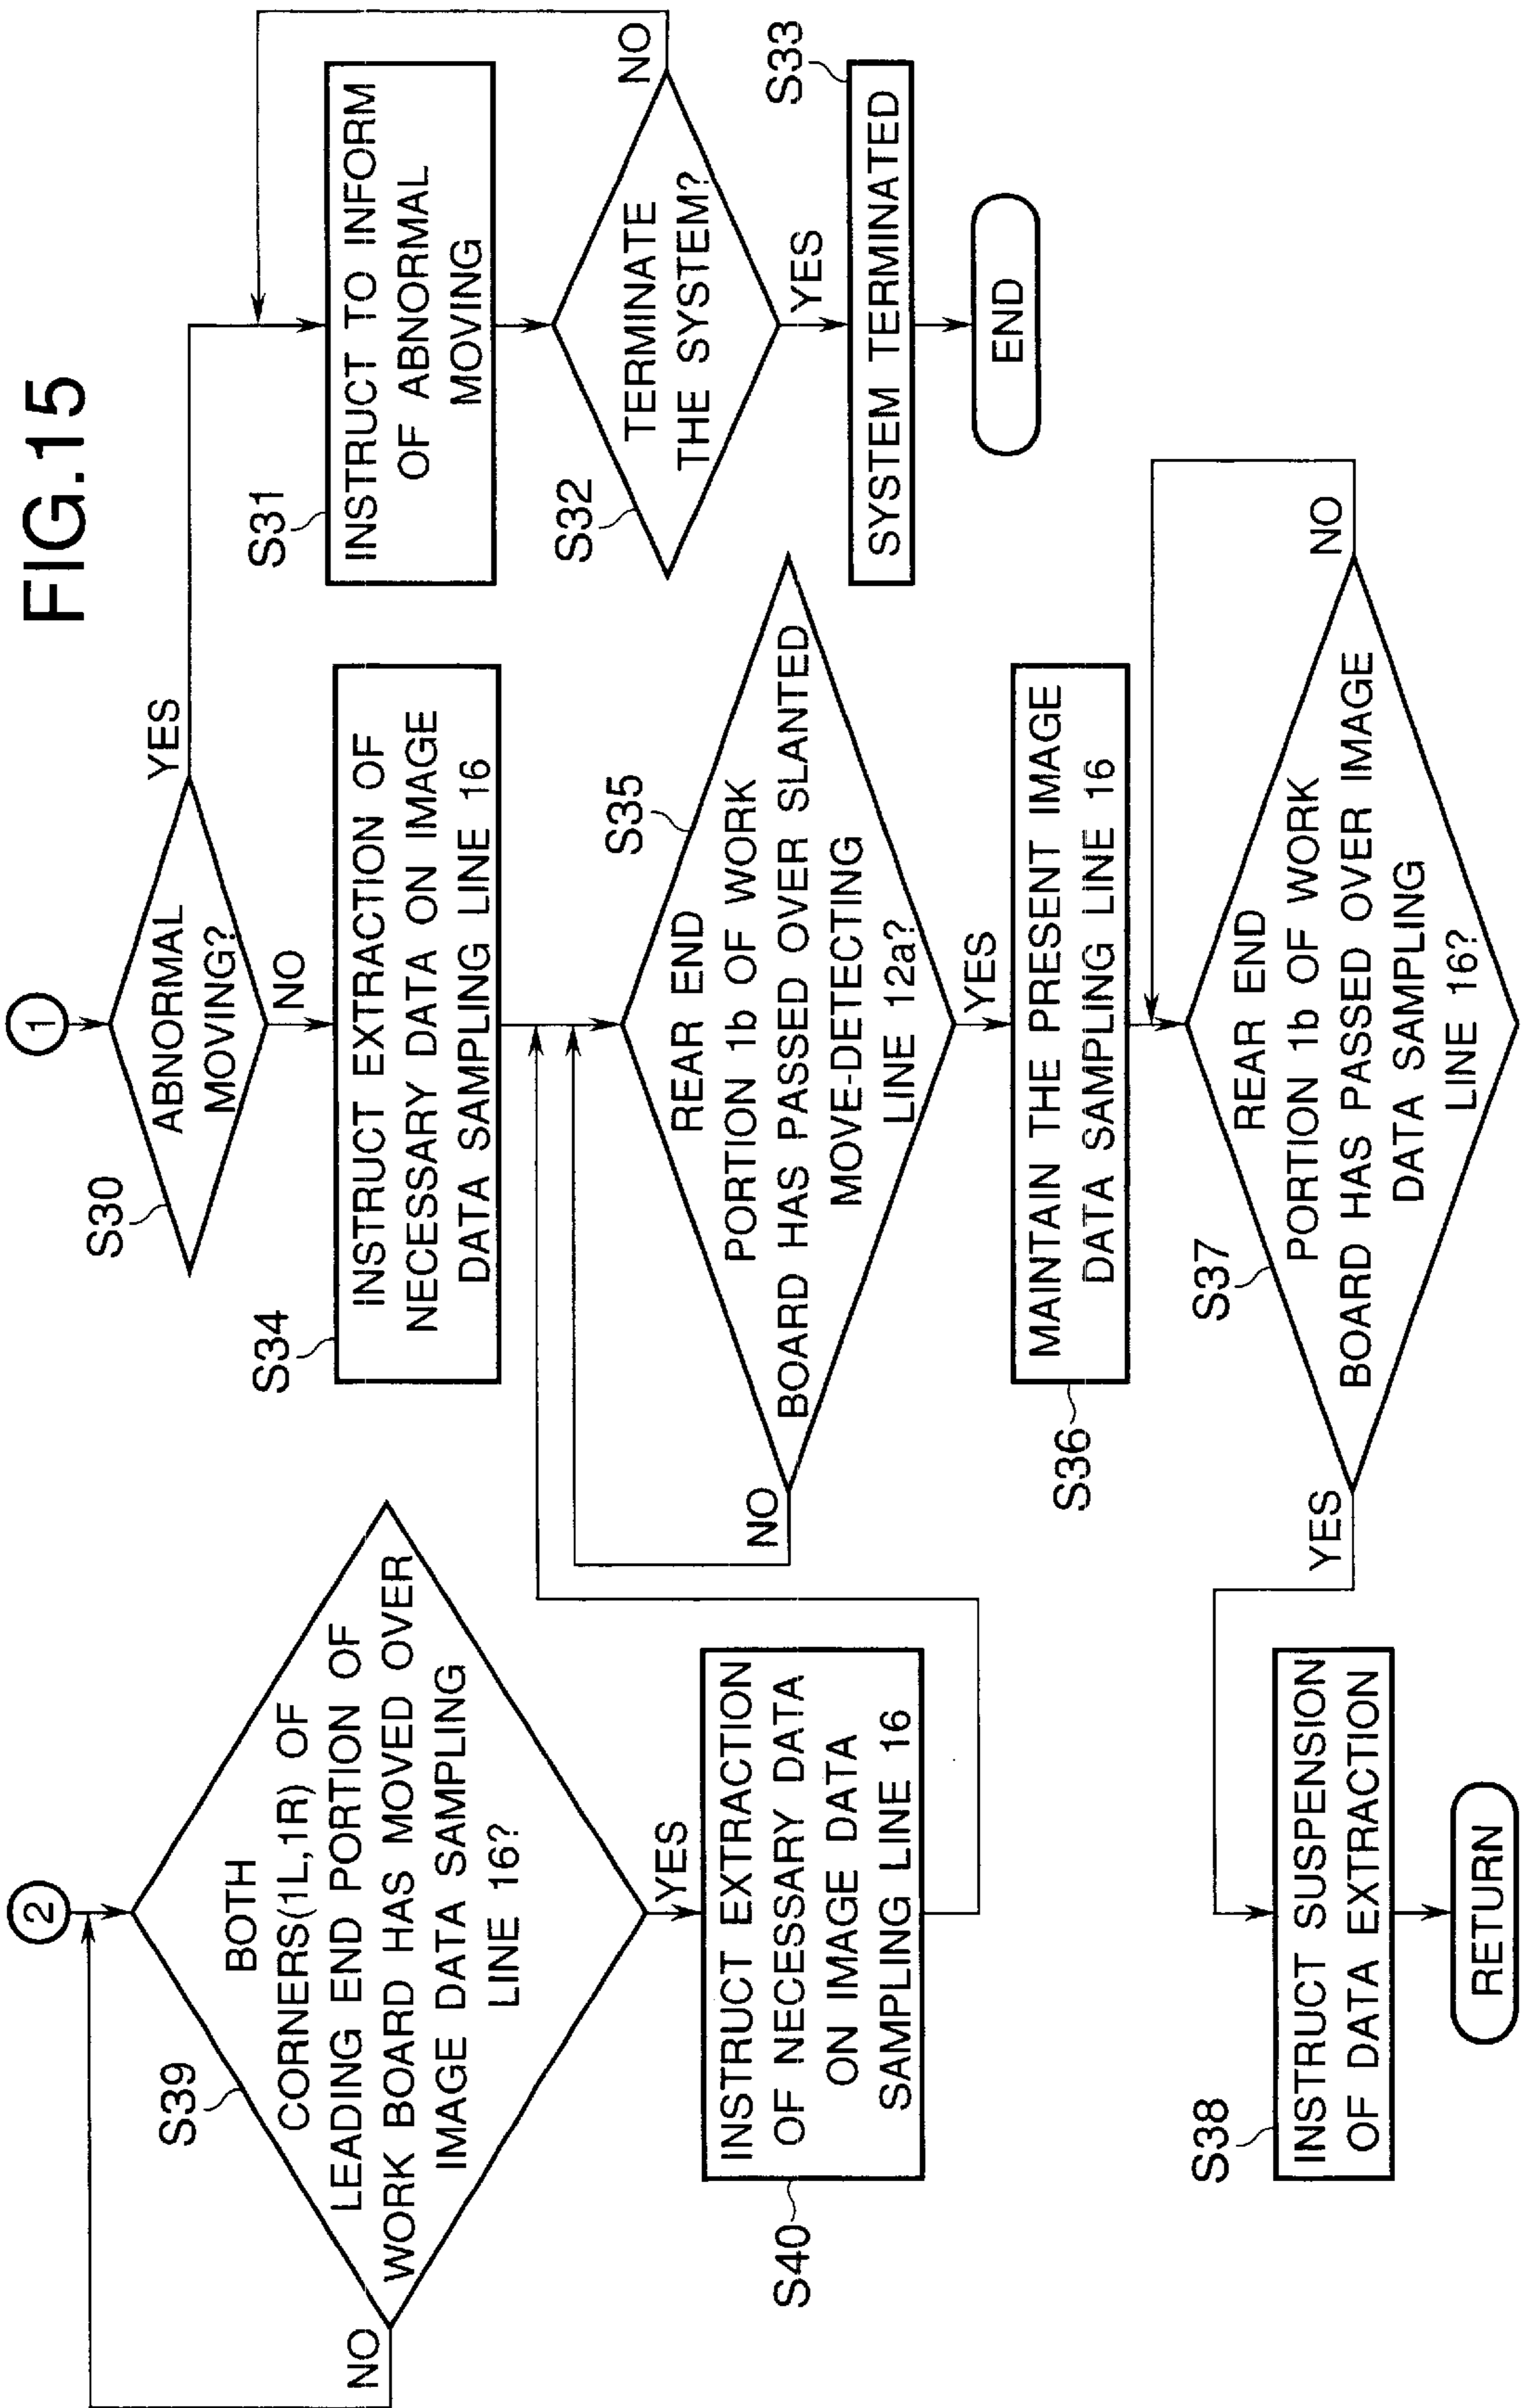 FIG.15
1
S30
ABNORMAL
MOVING?
YES
NO
S31
INSTRUCT TO INFORM
OF ABNORMAL
MOVING
S32
TERMINATE
THE SYSTEM?
NO
YES
S33
SYSTEM TERMINATED
END
S34
INSTRUCT EXTRACTION OF
NECESSARY DATA ON IMAGE
DATA SAMPLING LINE 16
S35
REAR END
PORTION 1b OF WORK
BOARD HAS PASSED OVER SLANTED
MOVE-DETECTING
LINE 12a?
NO
YES
S36
MAINTAIN THE PRESENT IMAGE
DATA SAMPLING LINE 16
S37
REAR END
PORTION 1b OF WORK
BOARD HAS PASSED OVER IMAGE
DATA SAMPLING
LINE 16?
NO
YES
S38
INSTRUCT SUSPENSION
OF DATA EXTRACTION
RETURN
2
S39
BOTH
CORNERS(1L,1R) OF
LEADING END PORTION OF
WORK BOARD HAS MOVED OVER
IMAGE DATA SAMPLING
LINE 16?
NO
YES
S40
INSTRUCT EXTRACTION
OF NECESSARY DATA
ON IMAGE DATA
SAMPLING LINE 16